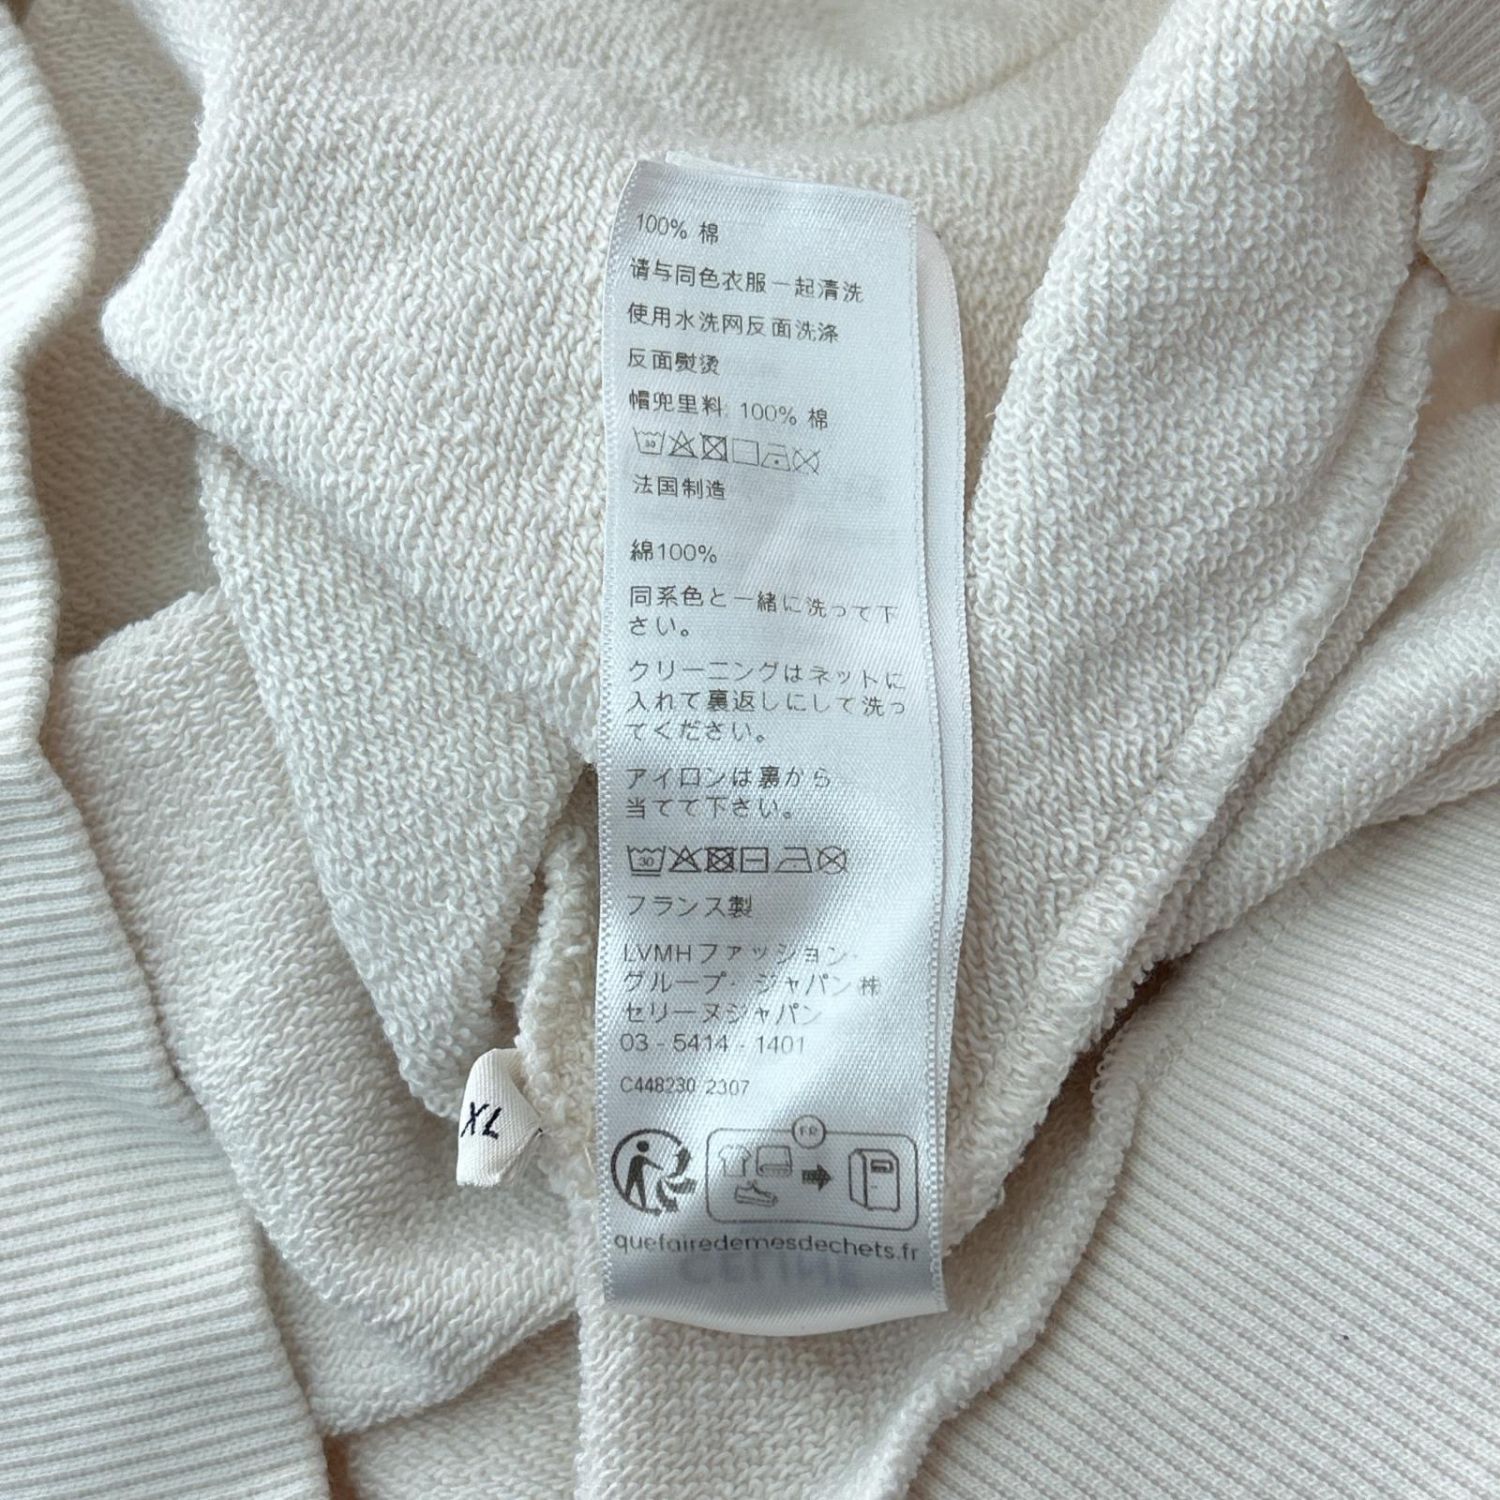 100% 棉
请与同色衣服一起清洗
使用水洗网反面洗涤
反面熨烫
帽兜里料: 100% 棉
30
法国制造
綿100%
同系色と一緒に洗って下
さい。
クリーニングはネットに
入れて裏返しにして洗っ
てください。
アイロンは裏から
当てて下さい。
30
フランス製
LVMHファッション·
グループ· ジャパン株
セリーヌジャパン
03 - 5414 - 1401
C448230 2307
XL
FR
quefairedemesdechets.fr
CELINE